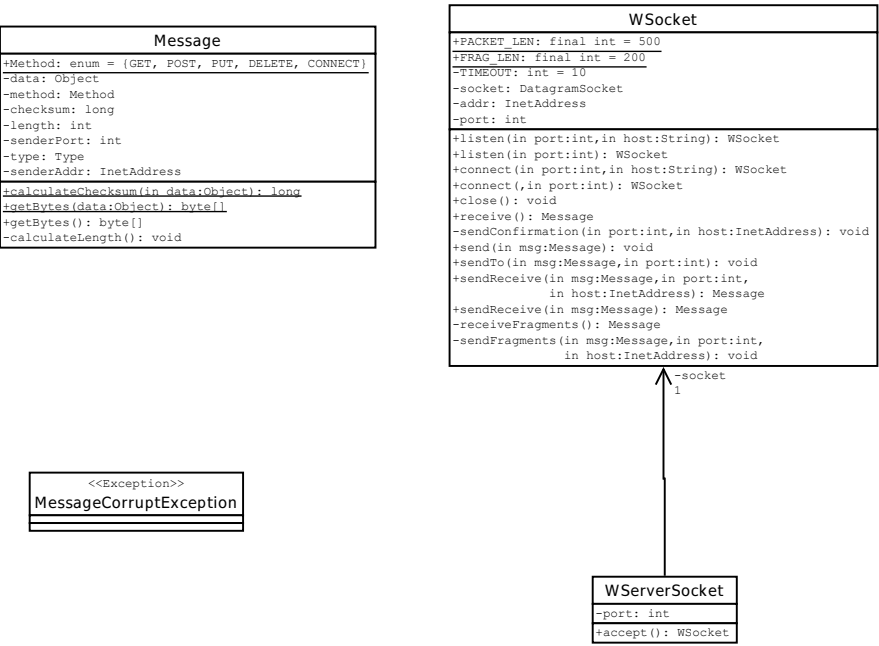 Message
+Method: enum = {GET, POST, PUT, DELETE, CONNECT}
-data: Object
-method: Method
-checksum: long
-length: int
-senderPort: int
-type: Type
-senderAddr: InetAddress
+calculateChecksum(in data:Object): long
+getBytes(data:Object): byte[]
+getBytes(): byte[]
-calculateLength(): void
WSocket
+PACKET_LEN: final int = 500
+FRAG_LEN: final int = 200
-TIMEOUT: int = 10
-socket: DatagramSocket
-addr: InetAddress
-port: int
+listen(in port:int,in host:String): WSocket
+listen(in port:int): WSocket
+connect(in port:int,in host:String): WSocket
+connect(,in port:int): WSocket
+close(): void
+receive(): Message
-sendConfirmation(in port:int,in host:InetAddress): void
+send(in msg:Message): void
+sendTo(in msg:Message,in port:int): void
+sendReceive(in msg:Message,in port:int,
in host:InetAddress): Message
+sendReceive(in msg:Message): Message
-receiveFragments(): Message
-sendFragments(in msg:Message,in port:int,
in host:InetAddress): void
-socket
1
<<Exception>>
MessageCorruptException
WServerSocket
-port: int
+accept(): WSocket